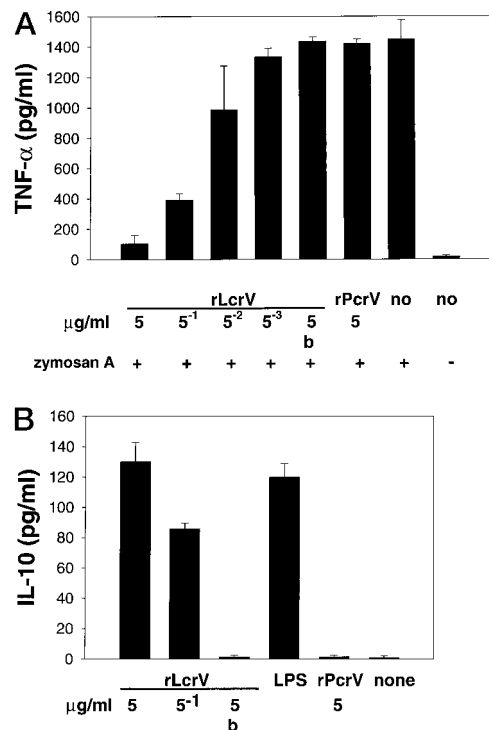 A
TNF-α (pg/ml)
1600
1400
1200
1000
800
600
400
200
0
rLcrV rPcrV no no
μg/ml 5 5⁻¹ 5⁻² 5⁻³ 5 5
b
zymosan A + + + + + + + -
B
IL-10 (pg/ml)
160
140
120
100
80
60
40
20
0
rLcrV LPS rPcrV none
μg/ml 5 5⁻¹ 5 5
b